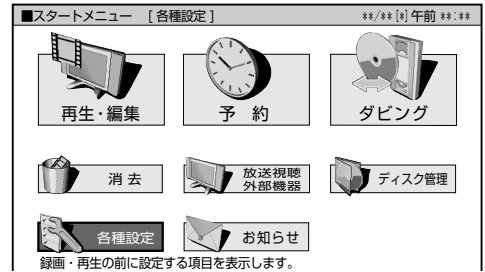 ■スタートメニュー [各種設定] **/**[*]午前**:**
再生・編集 予約 ダビング
消去 放送視聴 ディスク管理
外部機器
各種設定 お知らせ
録画・再生の前に設定する項目を表示します。